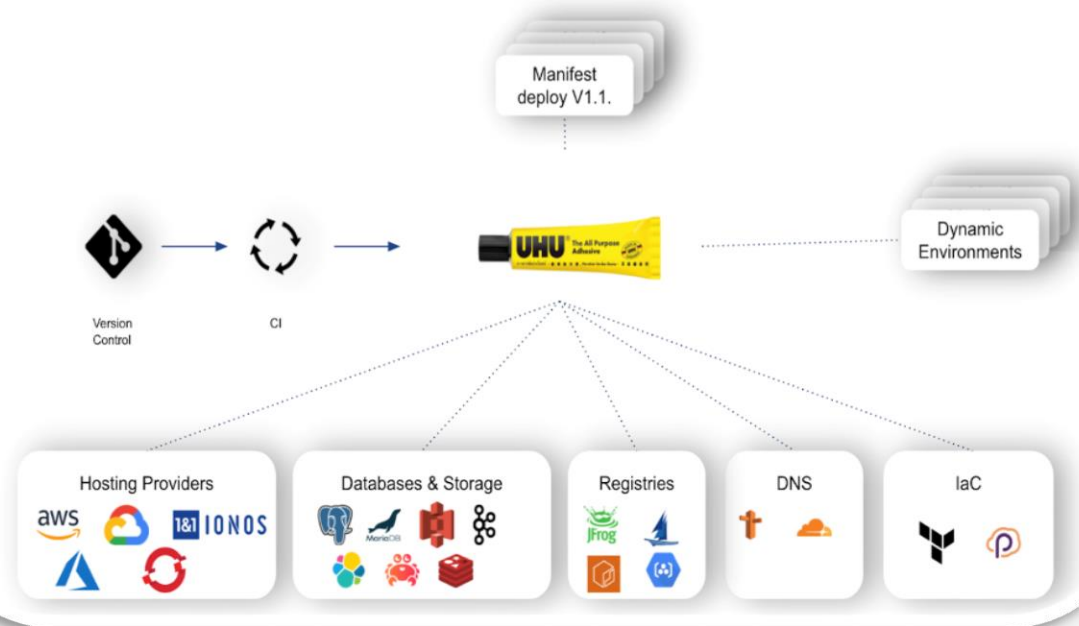 Manifest
deploy V1.1.
Dynamic
Environments
UHU
The All Purpose
Adhesive
Version
Control
CI
Hosting Providers
aws
1&1 IONOS
Databases & Storage
MariaDB
Registries
JFrog
DNS
IaC